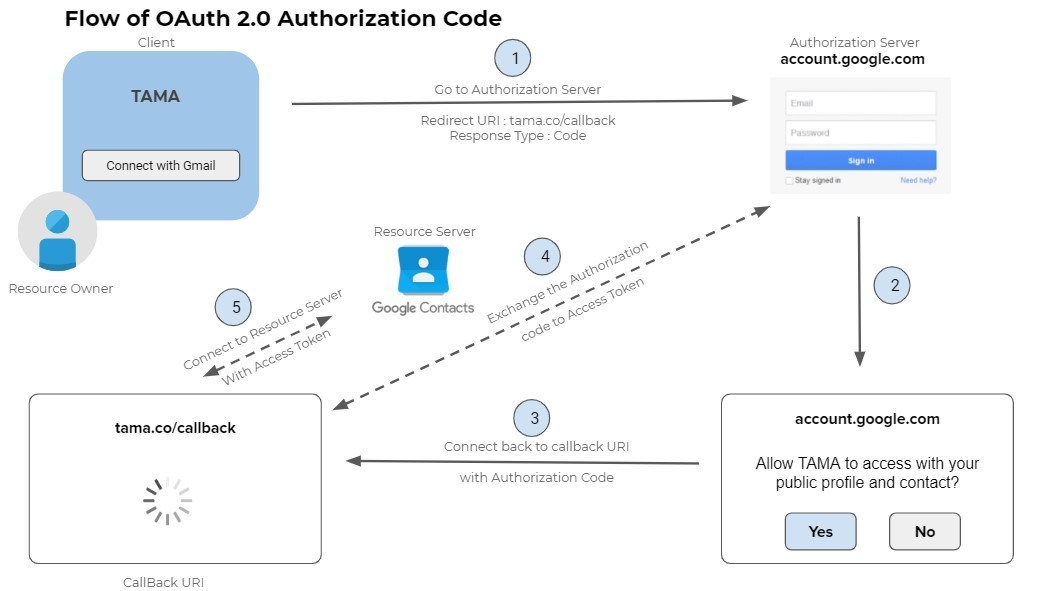 Flow of OAuth 2.0 Authorization Code
Client
TAMA
Connect with Gmail
Resource Owner
1
Go to Authorization Server
Redirect URI : tama.co/callback
Response Type : Code
Authorization Server
account.google.com
Email
Password
Sign in
Stay signed in
Need help?
2
Resource Server
Google Contacts
4
Exchange the Authorization
code to Access Token
5
Connect to Resource Server
With Access Token
tama.co/callback
CallBack URI
3
Connect back to callback URI
with Authorization Code
account.google.com
Allow TAMA to access with your
public profile and contact?
Yes
No